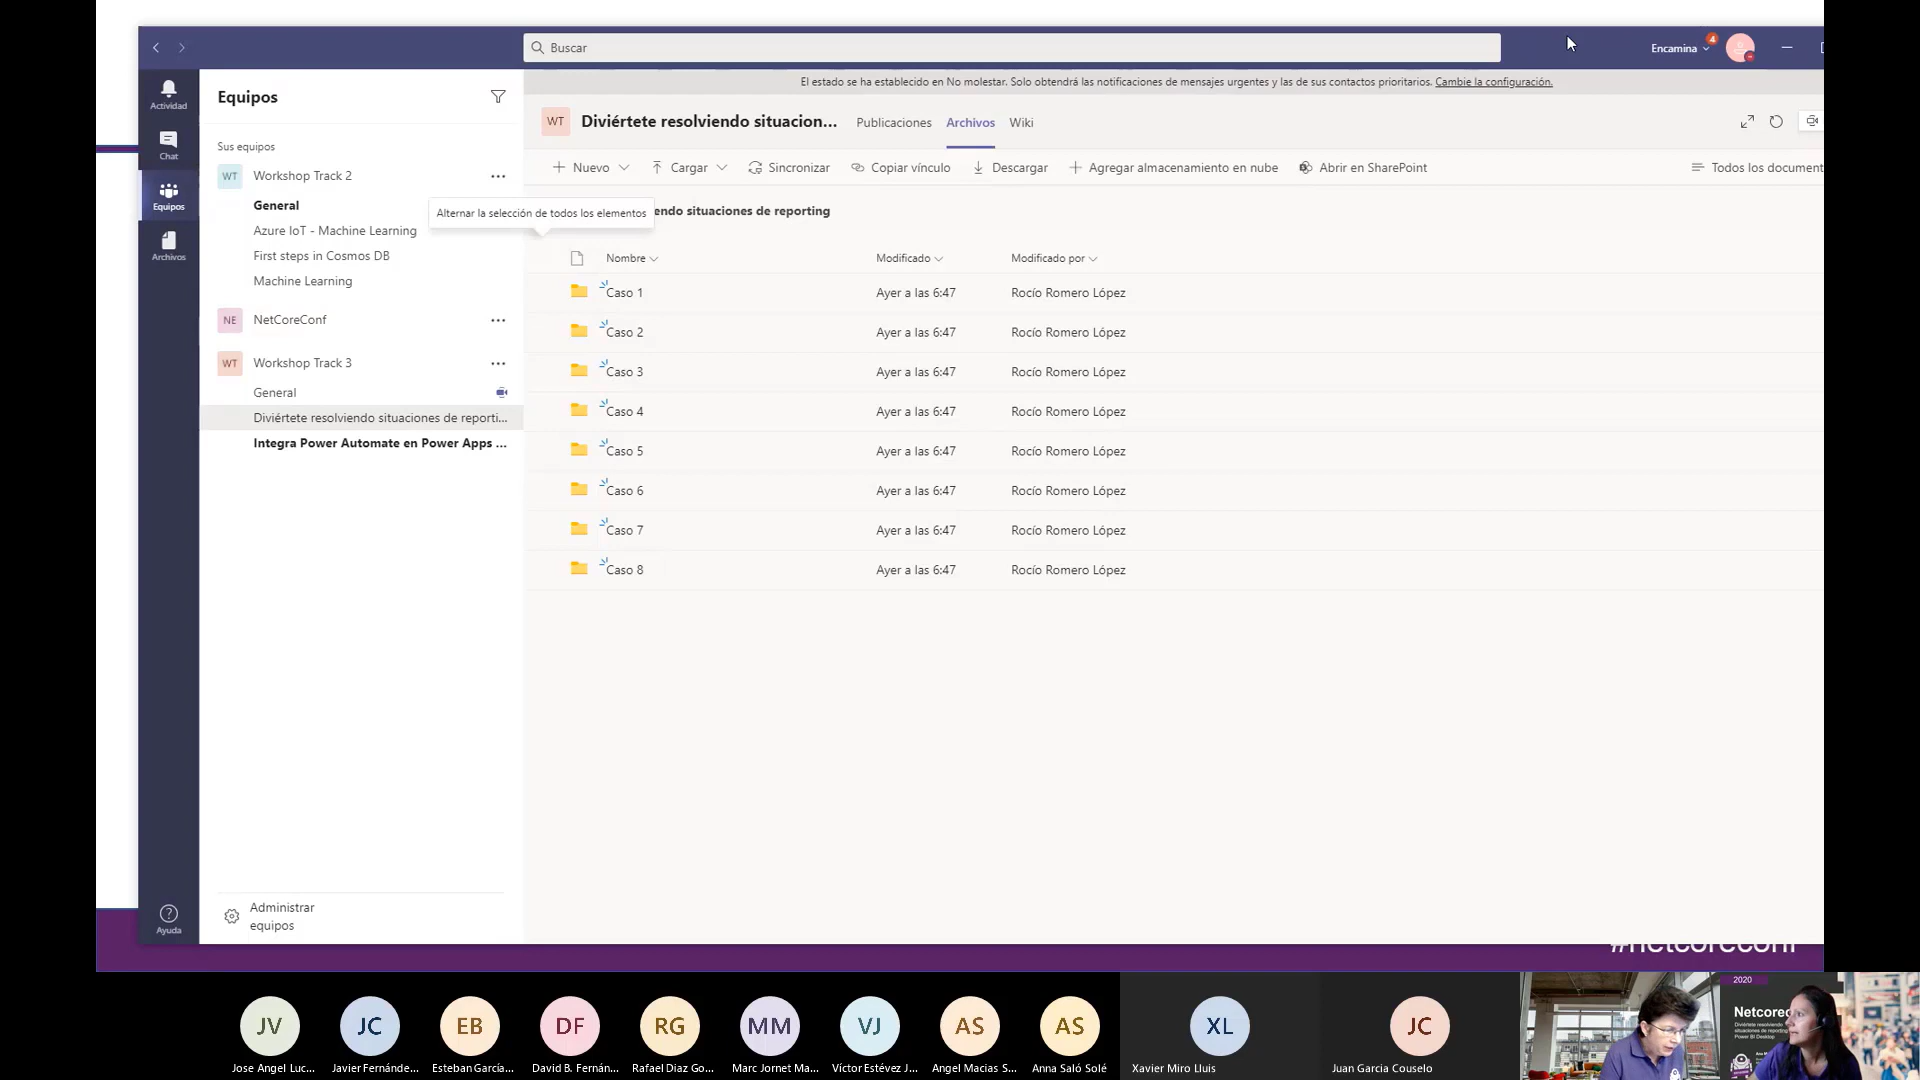 Buscar
Encamina
4
El estado se ha establecido en No molestar. Solo obtendrá las notificaciones de mensajes urgentes y las de sus contactos prioritarios. Cambie la configuración.
Actividad
Chat
Equipos
Archivos
Ayuda
Equipos
Sus equipos
WT Workshop Track 2
General
Azure IoT - Machine Learning
First steps in Cosmos DB
Machine Learning
NE NetCoreConf
WT Workshop Track 3
General
Diviértete resolviendo situaciones de reporti...
Integra Power Automate en Power Apps ...
Administrar
equipos
WT Diviértete resolviendo situacion... Publicaciones Archivos Wiki
Nuevo Cargar Sincronizar Copiar vínculo Descargar Agregar almacenamiento en nube Abrir en SharePoint Todos los document
Alternar la selección de todos los elementos
endo situaciones de reporting
Nombre Modificado Modificado por
Caso 1 Ayer a las 6:47 Rocío Romero López
Caso 2 Ayer a las 6:47 Rocío Romero López
Caso 3 Ayer a las 6:47 Rocío Romero López
Caso 4 Ayer a las 6:47 Rocío Romero López
Caso 5 Ayer a las 6:47 Rocío Romero López
Caso 6 Ayer a las 6:47 Rocío Romero López
Caso 7 Ayer a las 6:47 Rocío Romero López
Caso 8 Ayer a las 6:47 Rocío Romero López
#netcoreconf
JV JC EB DF RG MM VJ AS AS XL JC
Jose Angel Luc... Javier Fernánde... Esteban García... David B. Fernán... Rafael Diaz Go... Marc Jornet Ma... Víctor Estévez J... Angel Macias S... Anna Saló Solé Xavier Miro Lluis Juan Garcia Couselo
2020
Netcorec
Diviértete resolviendo
situaciones de reporting
Power BI Desktop